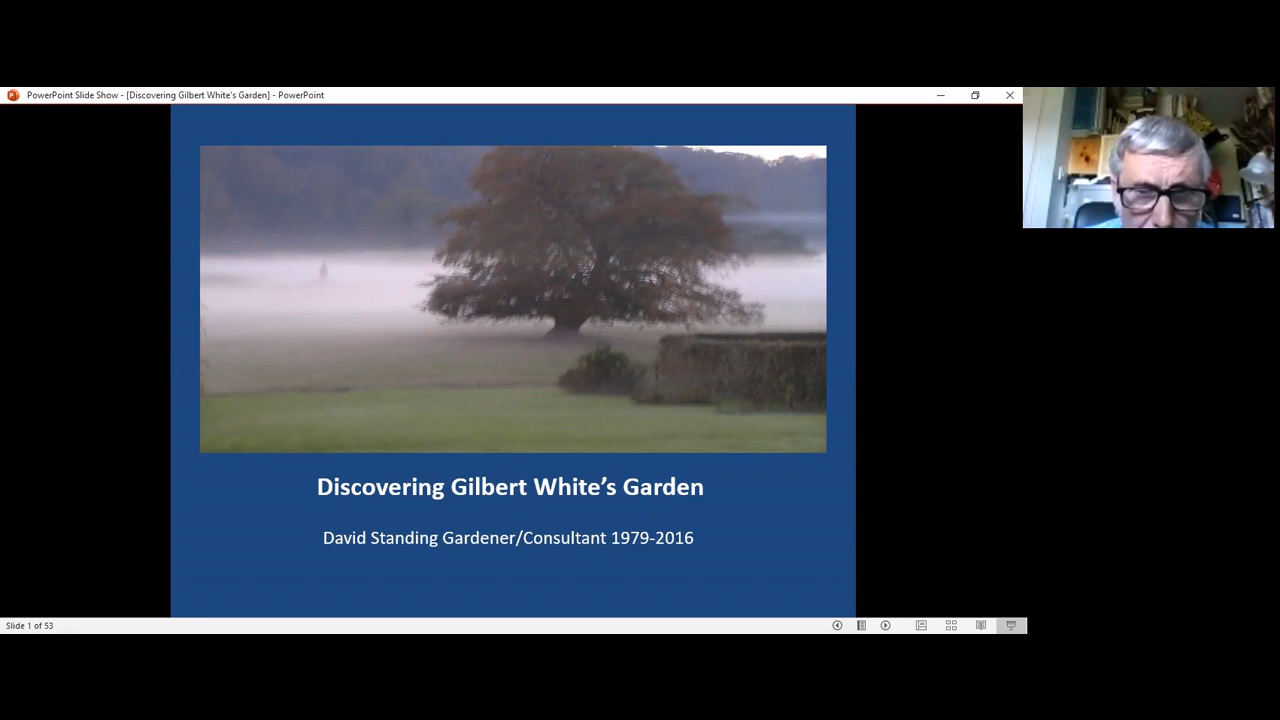 PowerPoint Slide Show - [Discovering Gilbert White's Garden] - PowerPoint
Discovering Gilbert White’s Garden
David Standing Gardener/Consultant 1979-2016
Slide 1 of 53